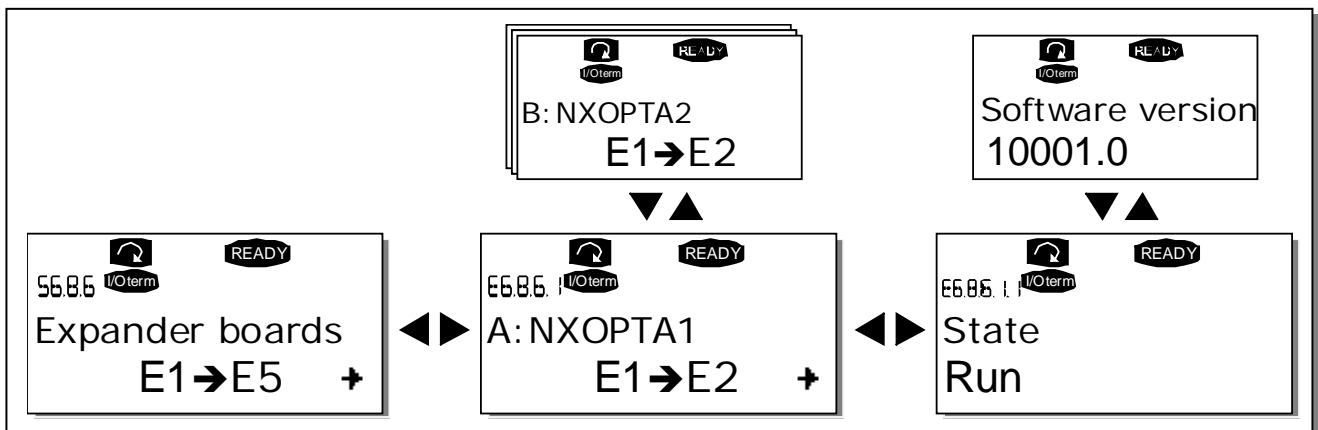 READY
I/Oterm
B:NXOPTA2
E1➔E2
READY
I/Oterm
Software version
10001.0
READY
S6.8.6 I/Oterm
Expander boards
E1➔E5
READY
E6.8.6.1 I/Oterm
A:NXOPTA1
E1➔E2
READY
I/Oterm
State
Run